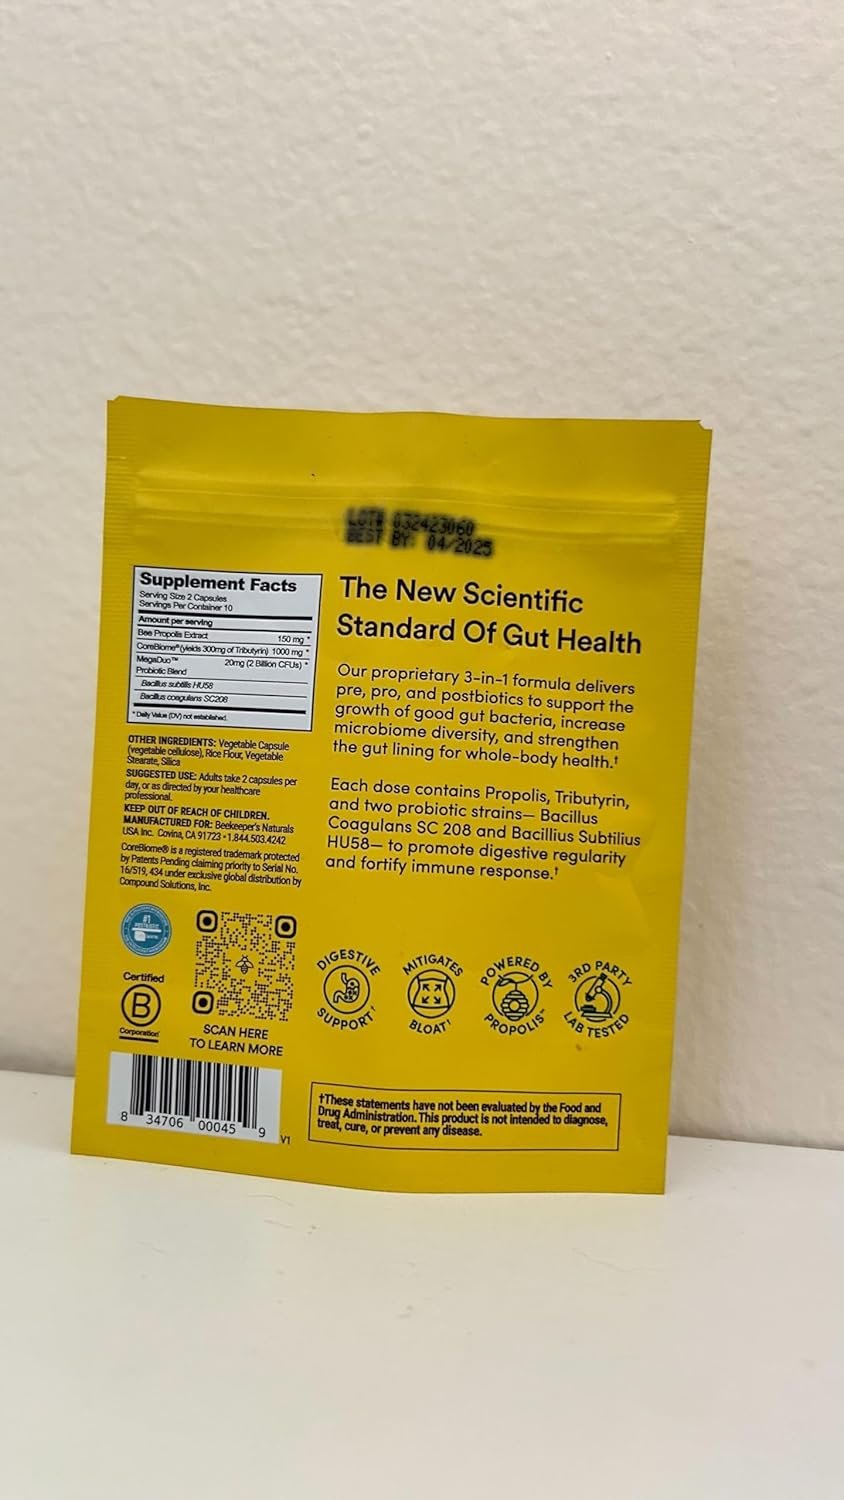 LOT# 032423060
BEST BY: 04/2025
Supplement Facts
Serving Size 2 Capsules
Servings Per Container 10
Amount per serving
Bee Propolis Extract 150 mg *
CoreBiome® (yields 300mg of Tributyrin) 1000 mg *
MegaDuo™ 20mg (2 Billion CFUs) *
Probiotic Blend
Bacillus subtilis HU58
Bacillus coagulans SC208
* Daily Value (DV) not established.
OTHER INGREDIENTS: Vegetable Capsule
(vegetable cellulose), Rice Flour, Vegetable
Stearate, Silica
SUGGESTED USE: Adults take 2 capsules per
day, or as directed by your healthcare
professional.
KEEP OUT OF REACH OF CHILDREN.
MANUFACTURED FOR: Beekeeper's Naturals
USA Inc. Covina, CA 91723 • 1.844.503.4242
CoreBiome® is a registered trademark protected
by Patents Pending claiming priority to Serial No.
16/519, 434 under exclusive global distribution by
Compound Solutions, Inc.
The New Scientific
Standard Of Gut Health
Our proprietary 3-in-1 formula delivers
pre, pro, and postbiotics to support the
growth of good gut bacteria, increase
microbiome diversity, and strengthen
the gut lining for whole-body health.†
Each dose contains Propolis, Tributyrin,
and two probiotic strains— Bacillus
Coagulans SC 208 and Bacillius Subtilius
HU58— to promote digestive regularity
and fortify immune response.†
#1
POSTBIOTIC
Certified
B
Corporation
SCAN HERE
TO LEARN MORE
DIGESTIVE
SUPPORT†
MITIGATES
BLOAT†
POWERED BY
PROPOLIS™
3RD PARTY
LAB TESTED
8 34706 00045 9
V1
†These statements have not been evaluated by the Food and
Drug Administration. This product is not intended to diagnose,
treat, cure, or prevent any disease.